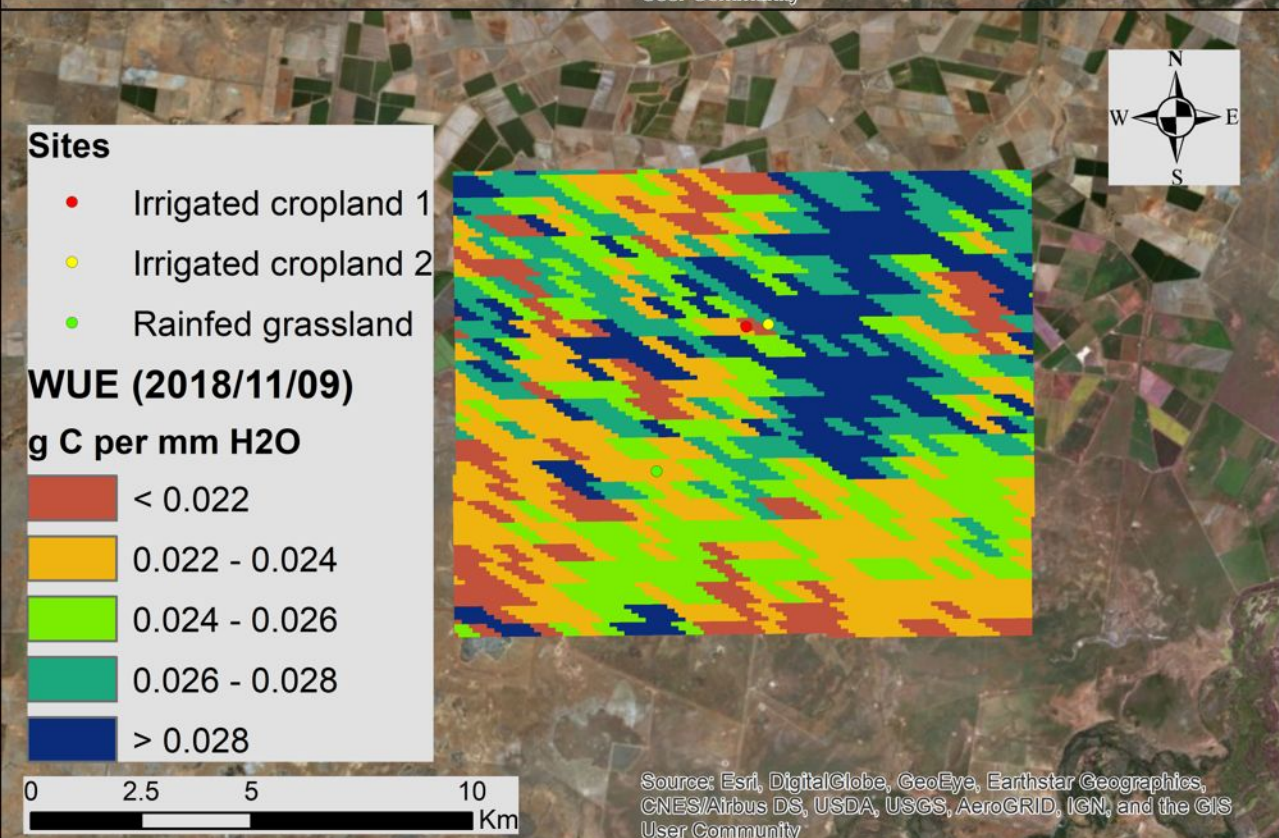 User Community
N
W
E
S
Sites
Irrigated cropland 1
Irrigated cropland 2
Rainfed grassland
WUE (2018/11/09)
g C per mm H2O
< 0.022
0.022 - 0.024
0.024 - 0.026
0.026 - 0.028
> 0.028
0 2.5 5 10
Km
Source: Esri, DigitalGlobe, GeoEye, Earthstar Geographics,
CNES/Airbus DS, USDA, USGS, AeroGRID, IGN, and the GIS
User Community